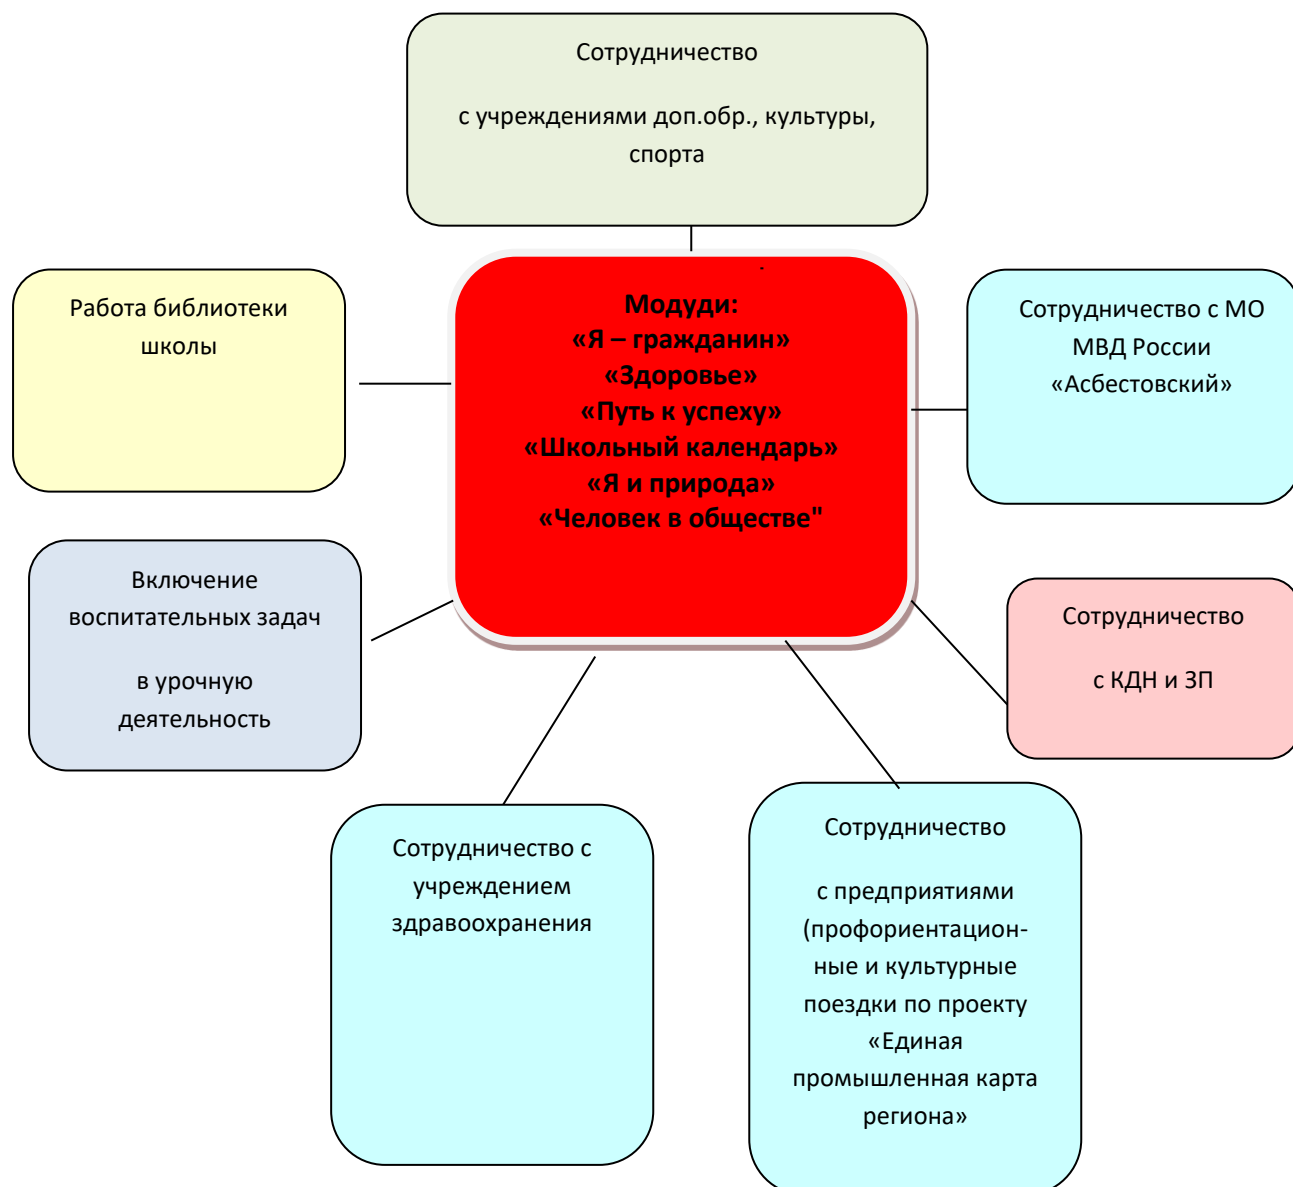 Сотрудничество
с учреждениями доп.обр., культуры,
спорта
Модуди:
«Я – гражданин»
«Здоровье»
«Путь к успеху»
«Школьный календарь»
«Я и природа»
«Человек в обществе"
Работа библиотеки
школы
Сотрудничество с МО
МВД России
«Асбестовский»
Включение
воспитательных задач
в урочную
деятельность
Сотрудничество
с КДН и ЗП
Сотрудничество с
учреждением
здравоохранения
Сотрудничество
с предприятиями
(профориентацион-
ные и культурные
поездки по проекту
«Единая
промышленная карта
региона»